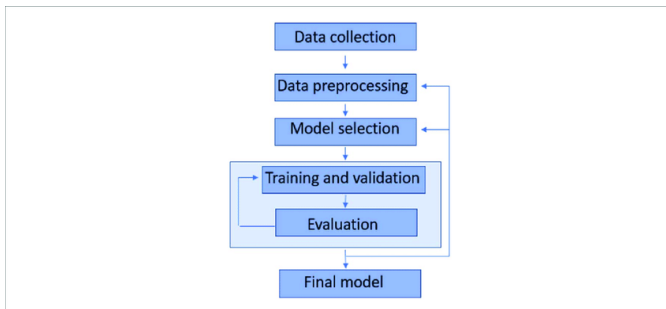 Data collection
Data preprocessing
Model selection
Training and validation
Evaluation
Final model